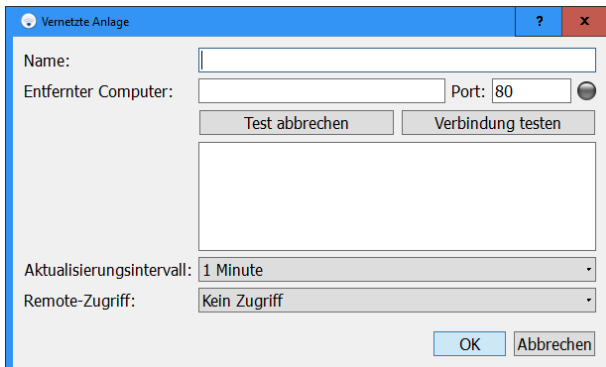 Vernetzte Anlage ? x
Name:
Entfernter Computer: Port: 80
Test abbrechen Verbindung testen
Aktualisierungsintervall: 1 Minute
Remote-Zugriff: Kein Zugriff
OK Abbrechen